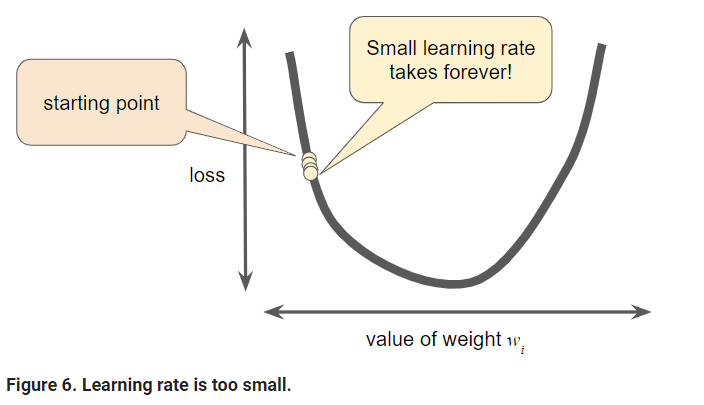 Small learning rate
takes forever!
starting point
loss
value of weight wᵢ
Figure 6. Learning rate is too small.